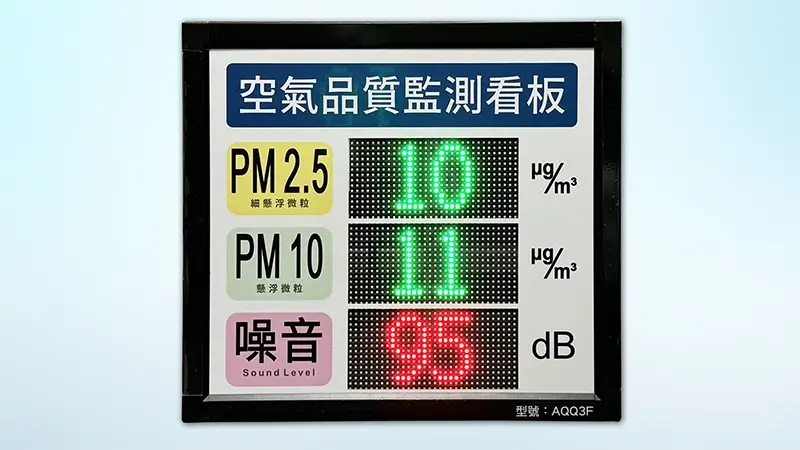 空氣品質監測看板
PM 2.5
細懸浮微粒
10
μg/m³
PM 10
懸浮微粒
11
μg/m³
噪音
Sound Level
95
dB
型號：AQQ3F